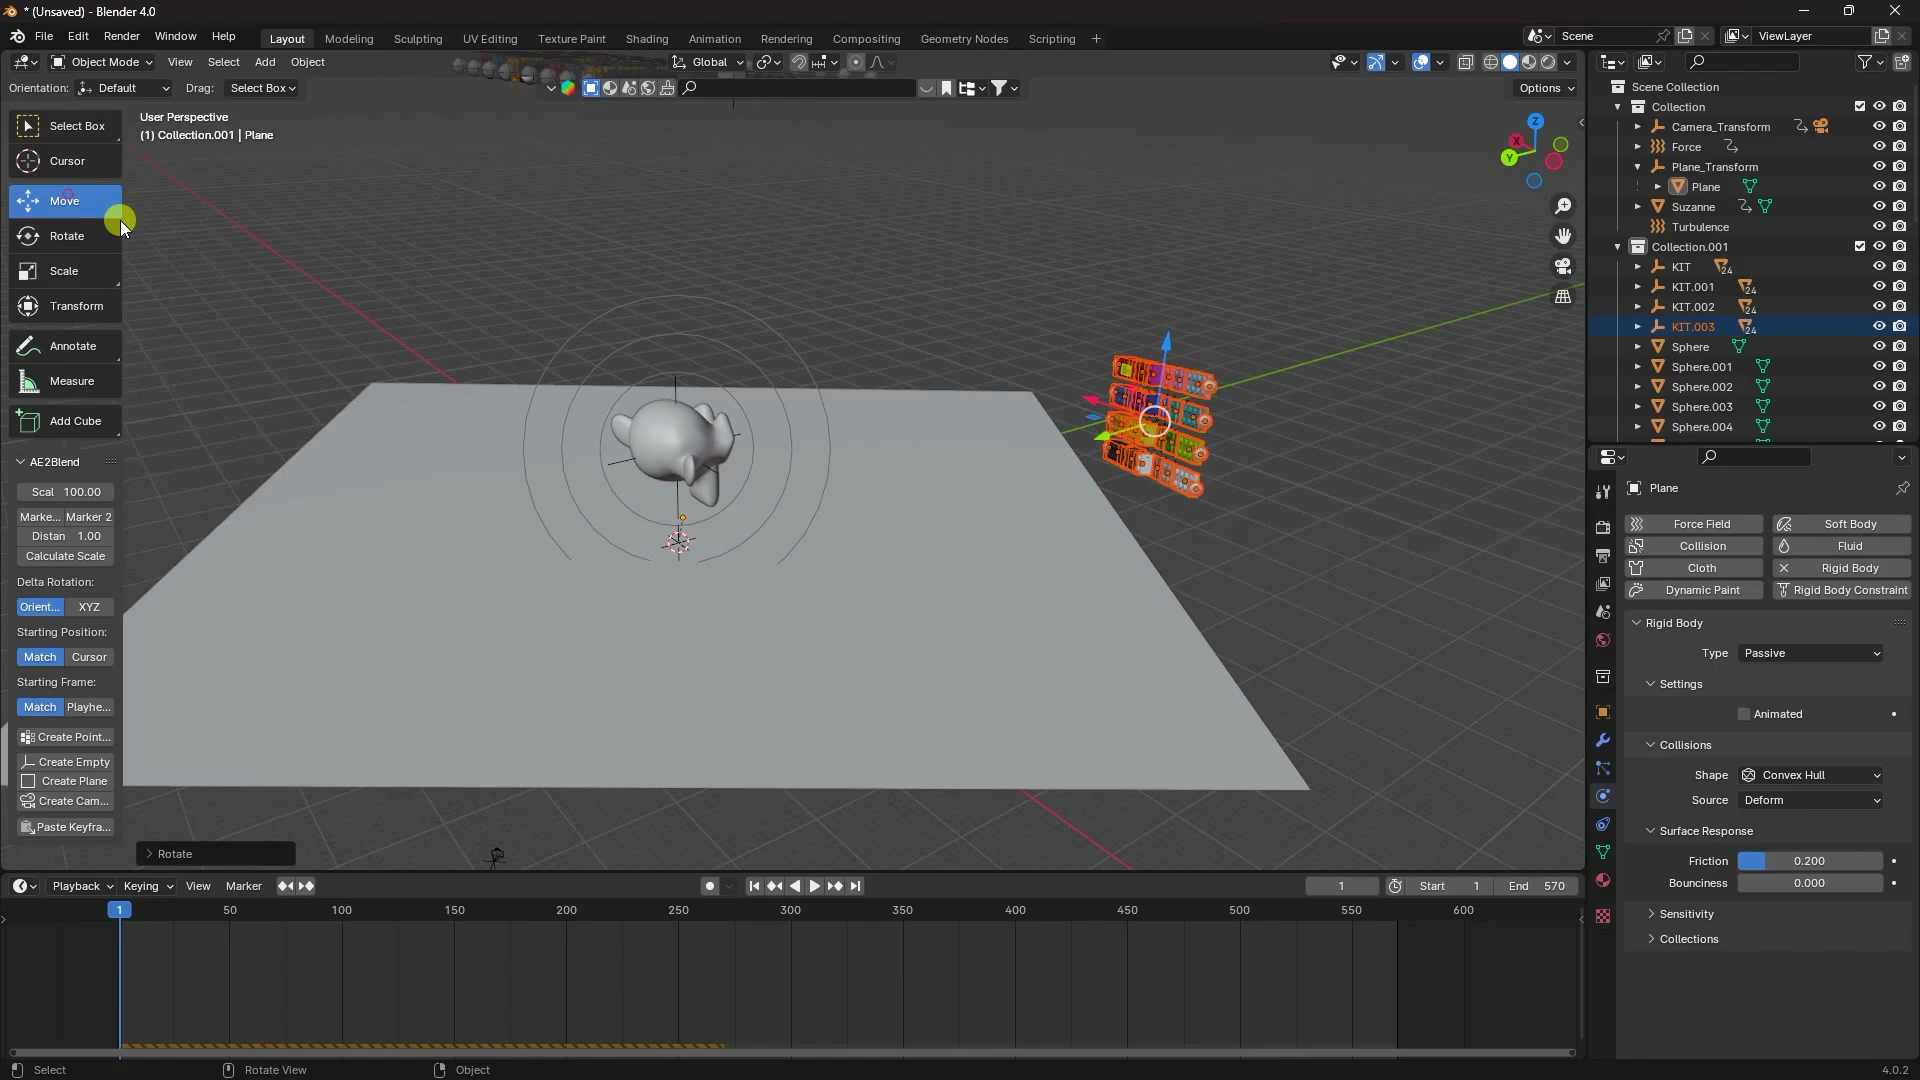 * (Unsaved) - Blender 4.0
File Edit Render Window Help Layout Modeling Sculpting UV Editing Texture Paint Shading Animation Rendering Compositing Geometry Nodes Scripting + Scene ViewLayer
Object Mode View Select Add Object Global
Orientation: Default Drag: Select Box Options
User Perspective
(1) Collection.001 | Plane
Select Box
Cursor
Move
Rotate
Scale
Transform
Annotate
Measure
Add Cube
AE2Blend
Scal 100.00
Marke... Marker 2
Distan 1.00
Calculate Scale
Delta Rotation:
Orient... XYZ
Starting Position:
Match Cursor
Starting Frame:
Match Playhe...
Create Point...
Create Empty
Create Plane
Create Cam...
Paste Keyfra...
Rotate
Z
X
Y
Scene Collection
Collection
Camera_Transform
Force
Plane_Transform
Plane
Suzanne
Turbulence
Collection.001
KIT 24
KIT.001 24
KIT.002 24
KIT.003 24
Sphere
Sphere.001
Sphere.002
Sphere.003
Sphere.004
Plane
Force Field Soft Body
Collision Fluid
Cloth Rigid Body
Dynamic Paint Rigid Body Constraint
Rigid Body
Type Passive
Settings
Animated
Collisions
Shape Convex Hull
Source Deform
Surface Response
Friction 0.200
Bounciness 0.000
Sensitivity
Collections
Playback Keying View Marker 1 Start 1 End 570
1 50 100 150 200 250 300 350 400 450 500 550 600
Select Rotate View Object 4.0.2